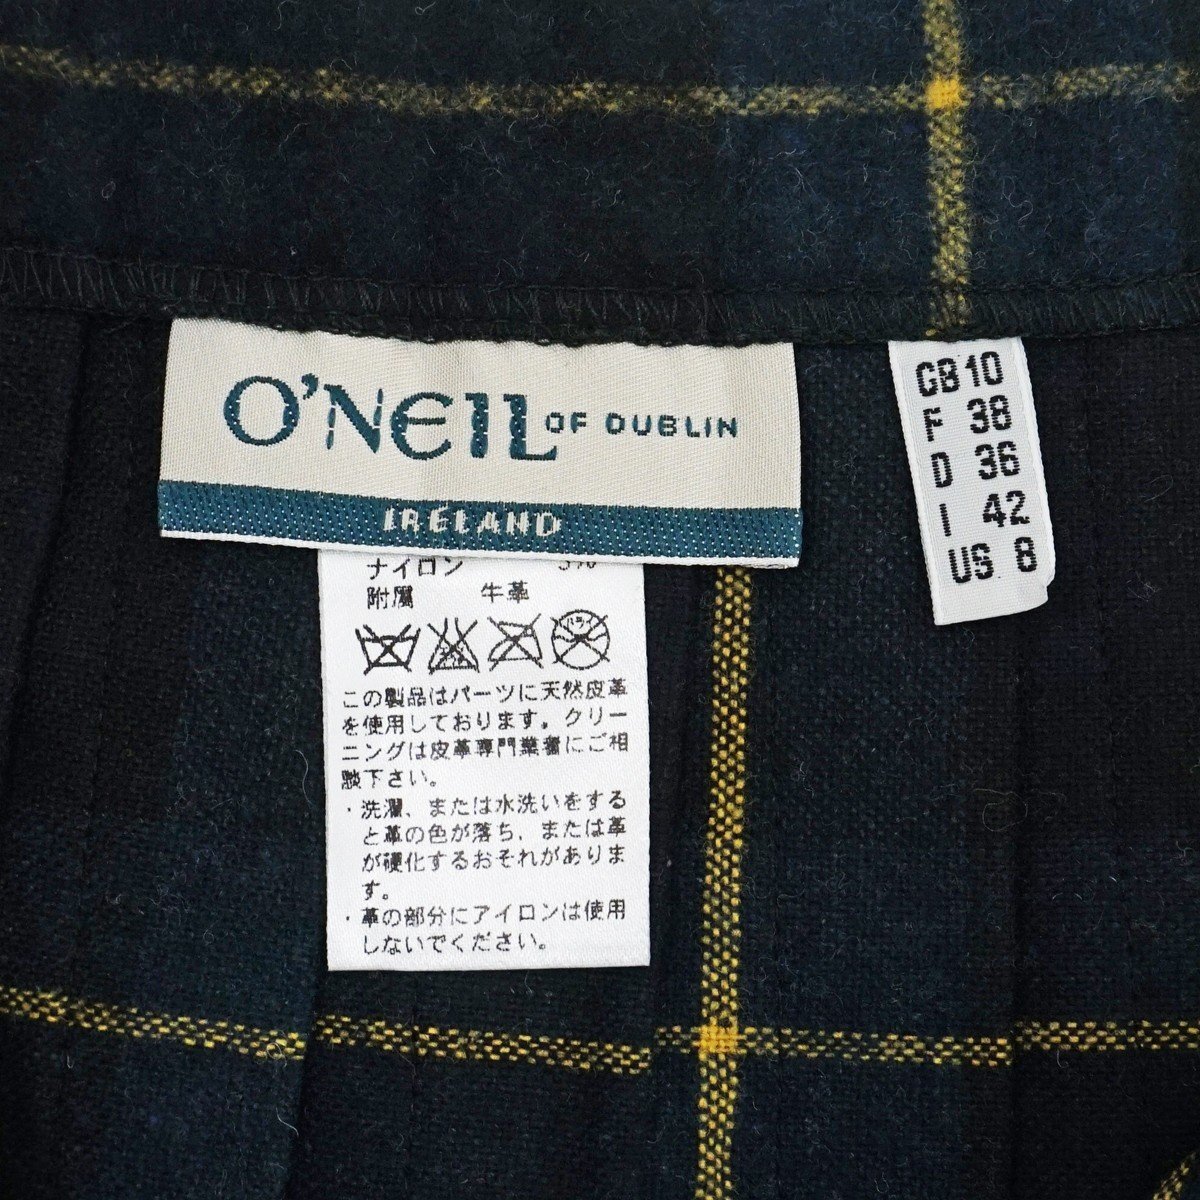 O'NEIL OF DUBLIN
IRELAND
GB 10
F 38
D 36
I 42
US 8
ナイロン
附属 牛革
この製品はパーツに天然皮革
を使用しております。クリー
ニングは皮革専門業者にご相
談下さい。
・洗濯、または水洗いをする
と革の色が落ち、または革
が硬化するおそれがありま
す。
・革の部分にアイロンは使用
しないでください。